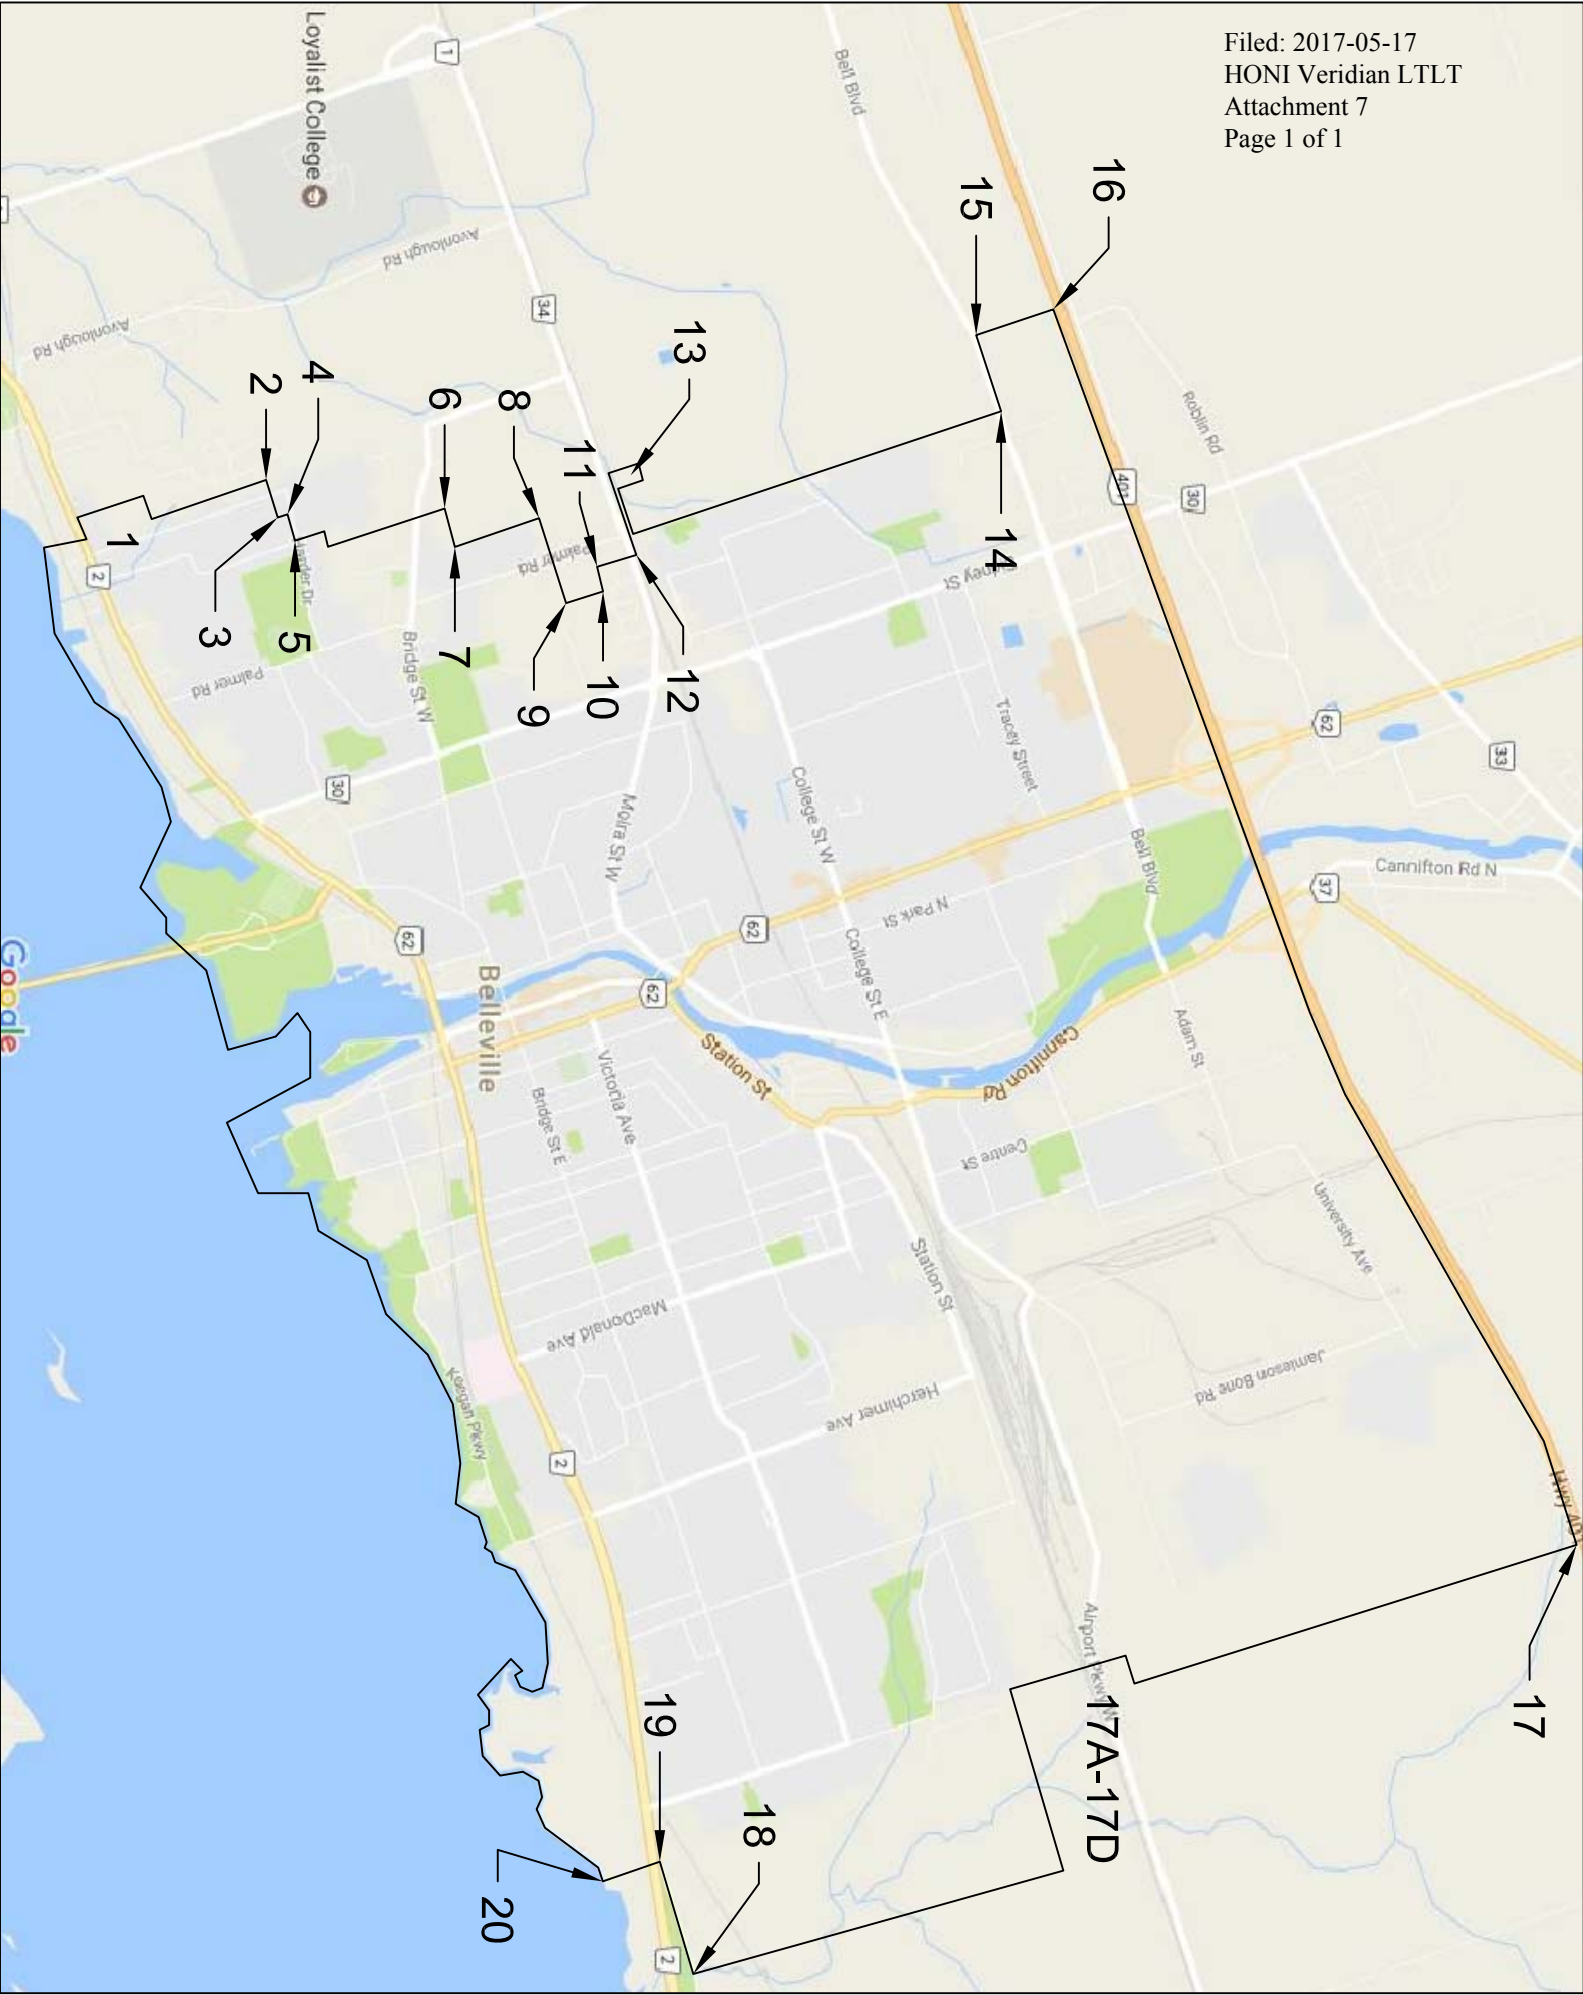 Filed: 2017-05-17
HONI Veridian LTLT
Attachment 7
Page 1 of 1
16
15
14
13
12
11
10
9
8
7
6
5
4
3
2
1
17
17A-17D
18
19
20
Loyalist College
1
Bell Blvd
Avonlough Rd
Avonlough Rd
34
2
Palmer Rd
Palmer Rd
Bridge St W
30
401
30
Roblin Rd
33
62
Tracey Street
College St W
Moira St W
Bell Blvd
N Park St
College St E
62
62
62
37
Cannifton Rd N
Belleville
Station St
Cannifton Rd
Adam St
Victoria Ave
Bridge St E
Centre St
University Ave
Station St
MacDonald Ave
Herchimer Ave
Jamieson Bone Rd
Keegan Pkwy
2
Airport Pkwy W
2
Google